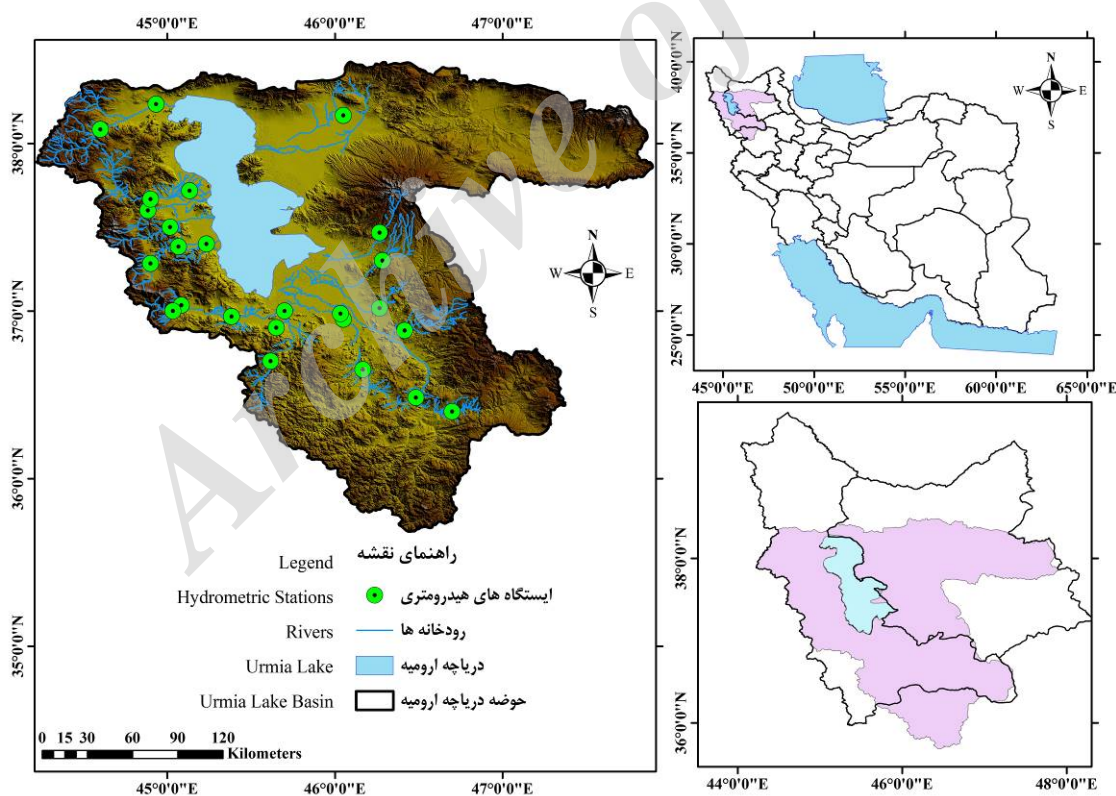 45°0'0"E 46°0'0"E 47°0'0"E
38°0'0"N
37°0'0"N
36°0'0"N
35°0'0"N
N
W E
S
Legend راهنمای نقشه
Hydrometric Stations ایستگاه های هیدرومتری
Rivers رودخانه ها
Urmia Lake دریاچه ارومیه
Urmia Lake Basin حوضه دریاچه ارومیه
0 15 30 60 90 120
Kilometers
45°0'0"E 46°0'0"E 47°0'0"E
40°0'0"N
35°0'0"N
30°0'0"N
25°0'0"N
N
W E
S
45°0'0"E 50°0'0"E 55°0'0"E 60°0'0"E 65°0'0"E
38°0'0"N
36°0'0"N
44°0'0"E 46°0'0"E 48°0'0"E
Archive of